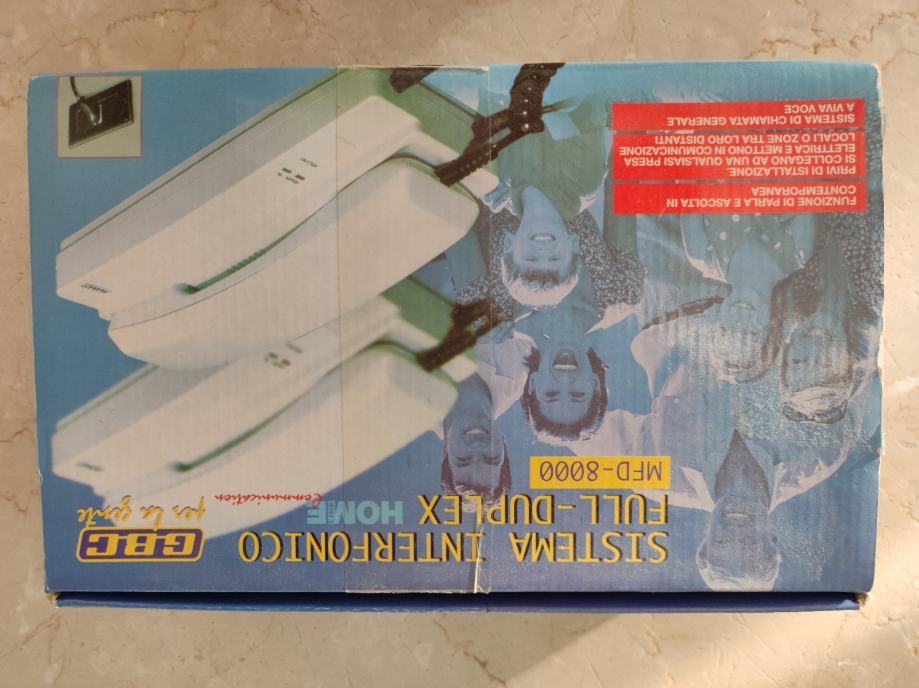 SISTEMA INTERFONICO
FULL-DUPLEX
HOME
Communication
MFD-8000
GBC
per la gente
FUNZIONE DI PARLA E ASCOLTA IN
CONTEMPORANEA
PRIVI DI ISTALLAZIONE.
SI COLLEGANO AD UNA QUALSIASI PRESA
ELETTRICA E METTONO IN COMUNICAZIONE
LOCALI O ZONE TRA LORO DISTANTI
SISTEMA DI CHIAMATA GENERALE
A VIVA VOCE